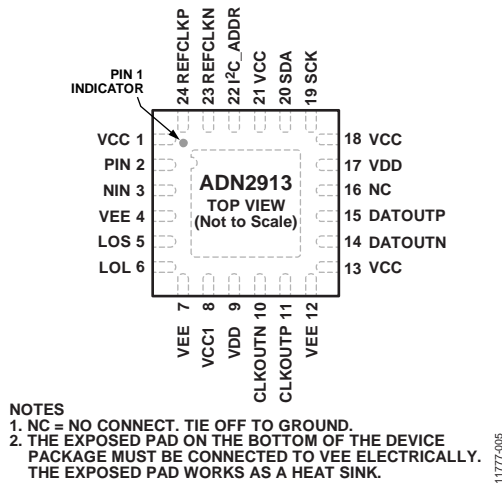 24 REFCLKP
23 REFCLKN
22 I²C_ADDR
21 VCC
20 SDA
19 SCK
PIN 1
INDICATOR
VCC 1
PIN 2
NIN 3
VEE 4
LOS 5
LOL 6
ADN2913
TOP VIEW
(Not to Scale)
18 VCC
17 VDD
16 NC
15 DATOUTP
14 DATOUTN
13 VCC
VEE 7
VCC1 8
VDD 9
CLKOUTN 10
CLKOUTP 11
VEE 12
NOTES
1. NC = NO CONNECT. TIE OFF TO GROUND.
2. THE EXPOSED PAD ON THE BOTTOM OF THE DEVICE
PACKAGE MUST BE CONNECTED TO VEE ELECTRICALLY.
THE EXPOSED PAD WORKS AS A HEAT SINK.
11777-005